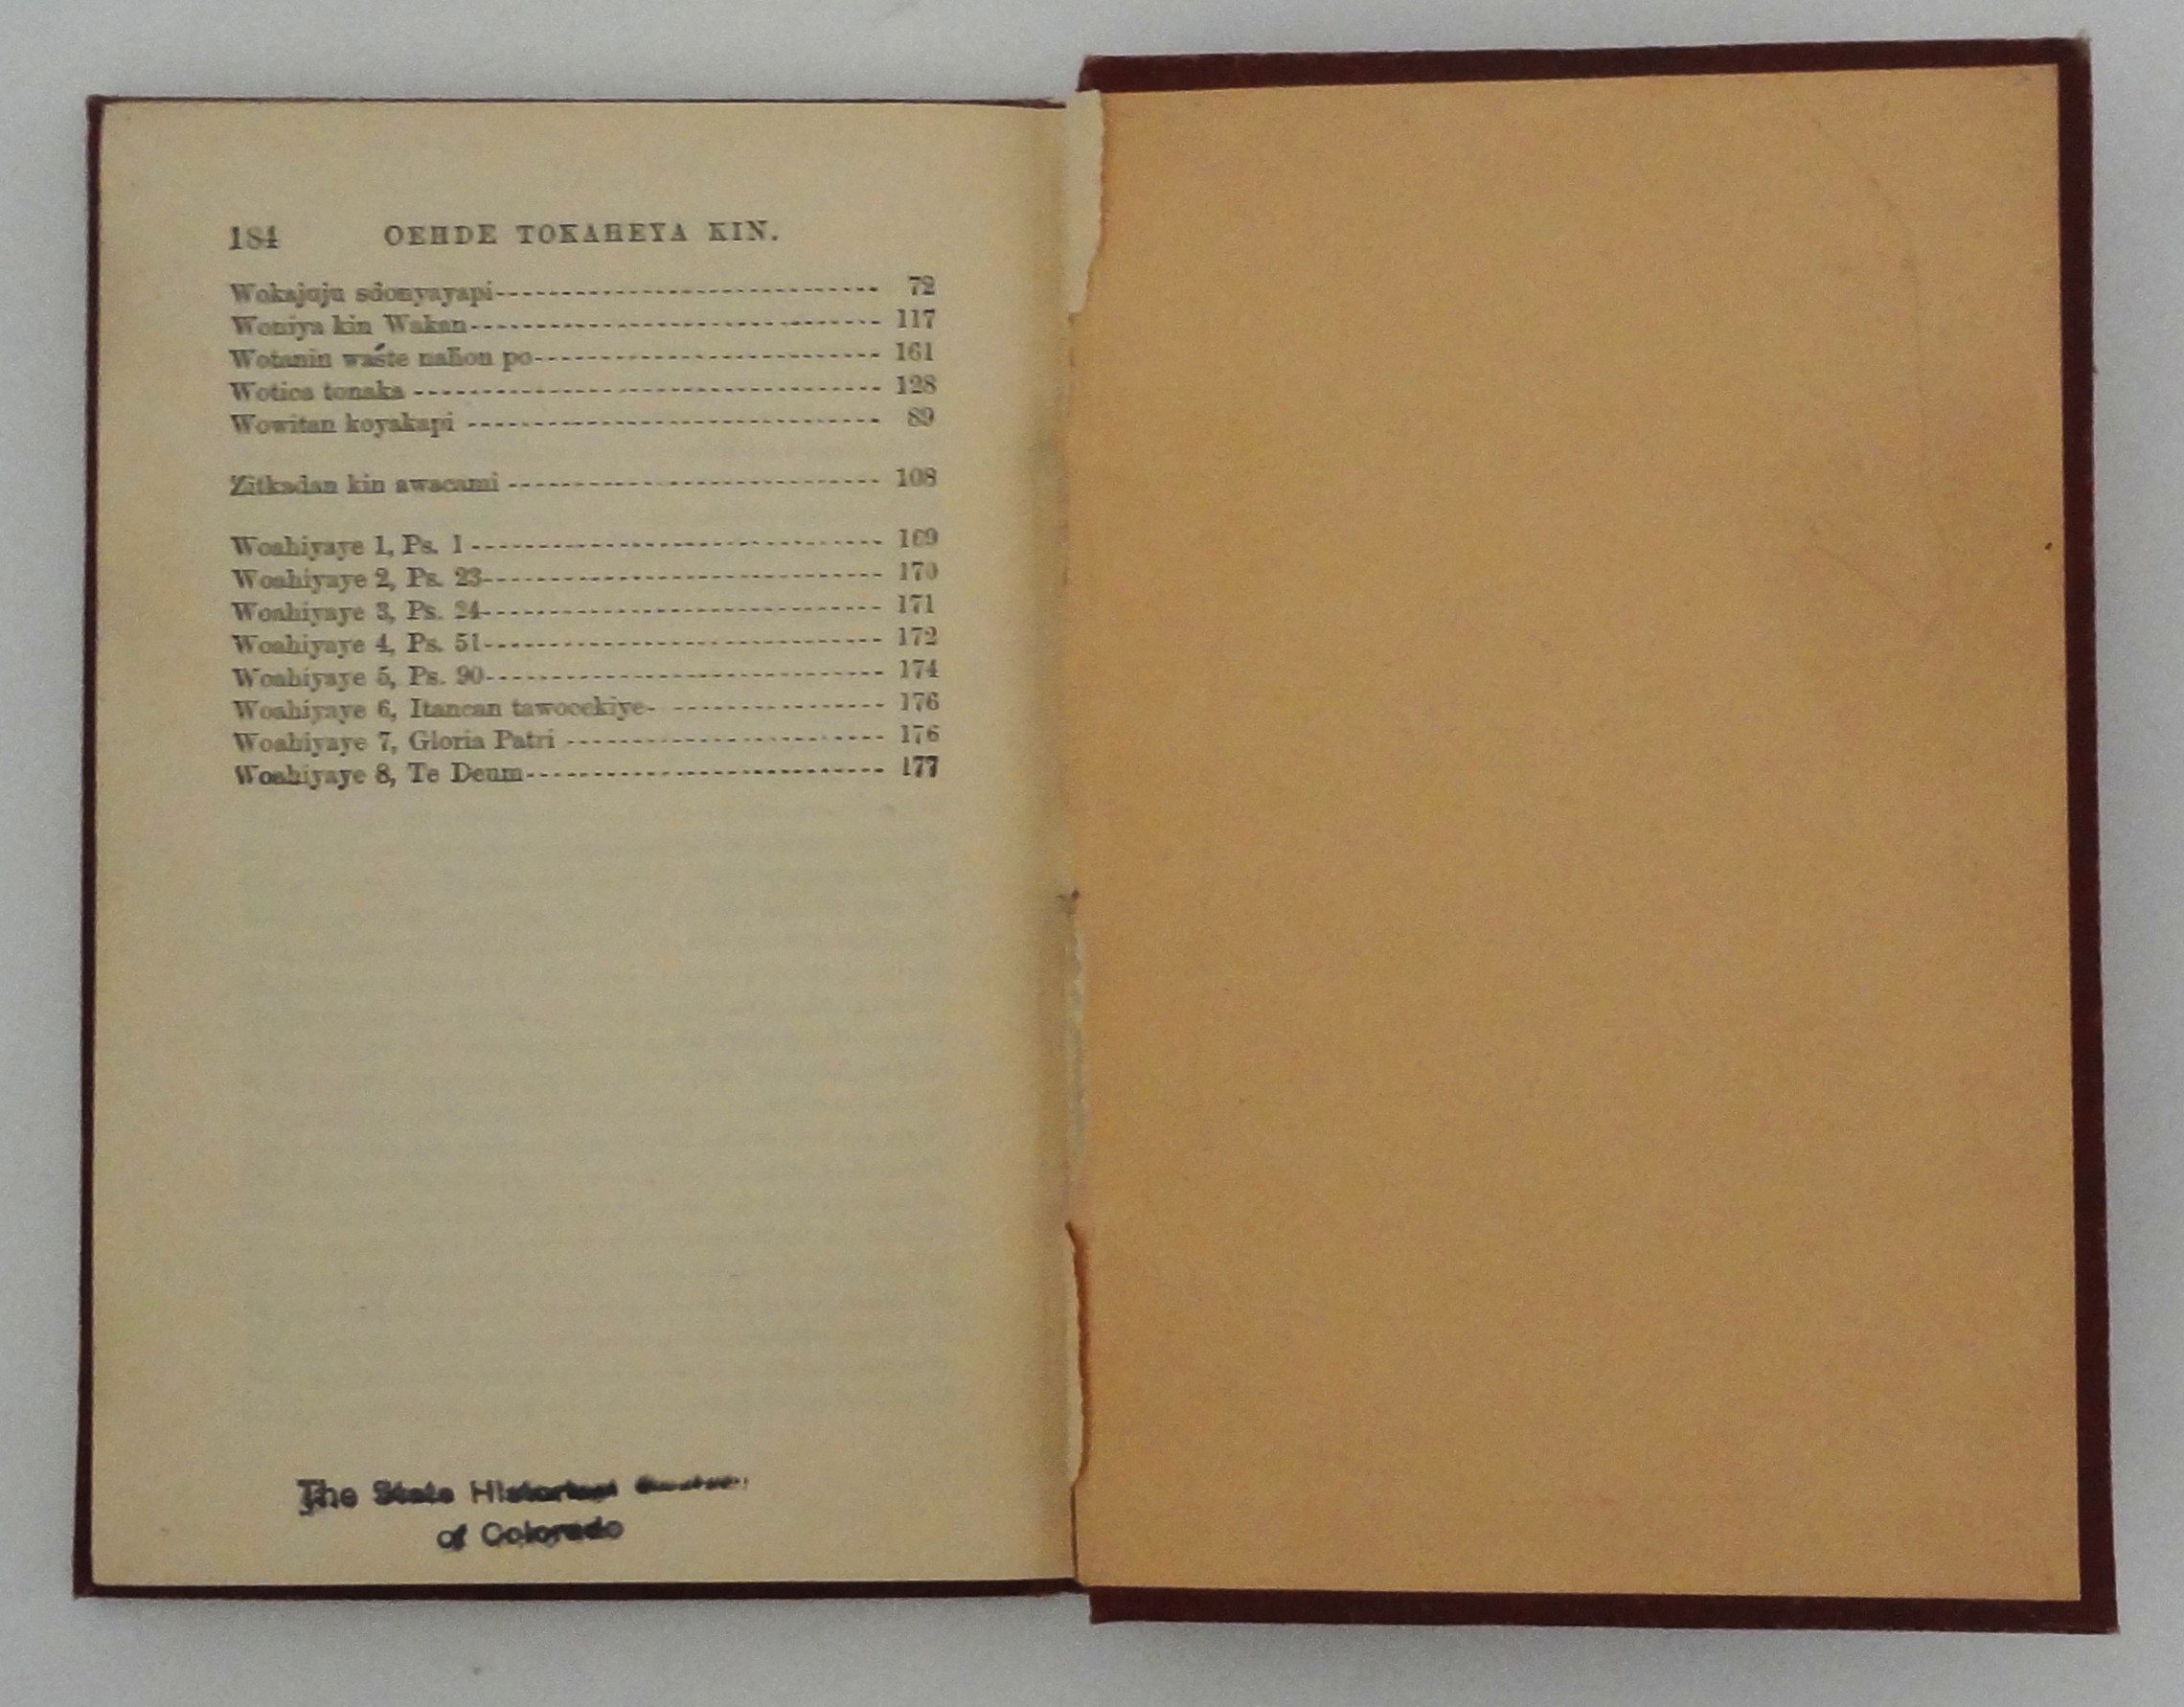 184 OEHDE TOKAHEYA KIN.
Wokajuju sdonyayapi------------------------------ 72
Woniya kin Wakan------------------------------- 117
Wotanin waśte nahon po-------------------------- 161
Wotica tonaka ----------------------------------- 128
Wowitan koyakapi ------------------------------- 89
Zitkadan kin awacami ---------------------------- 108
Woahiyaye 1, Ps. 1-------------------------------- 169
Woahiyaye 2, Ps. 23------------------------------- 170
Woahiyaye 3, Ps. 24------------------------------- 171
Woahiyaye 4, Ps. 51------------------------------- 172
Woahiyaye 5, Ps. 90------------------------------- 174
Woahiyaye 6, Itancan tawocekiye- ---------------- 176
Woahiyaye 7, Gloria Patri ------------------------ 176
Woahiyaye 8, Te Deum---------------------------- 177
The State Historical
of Colorado